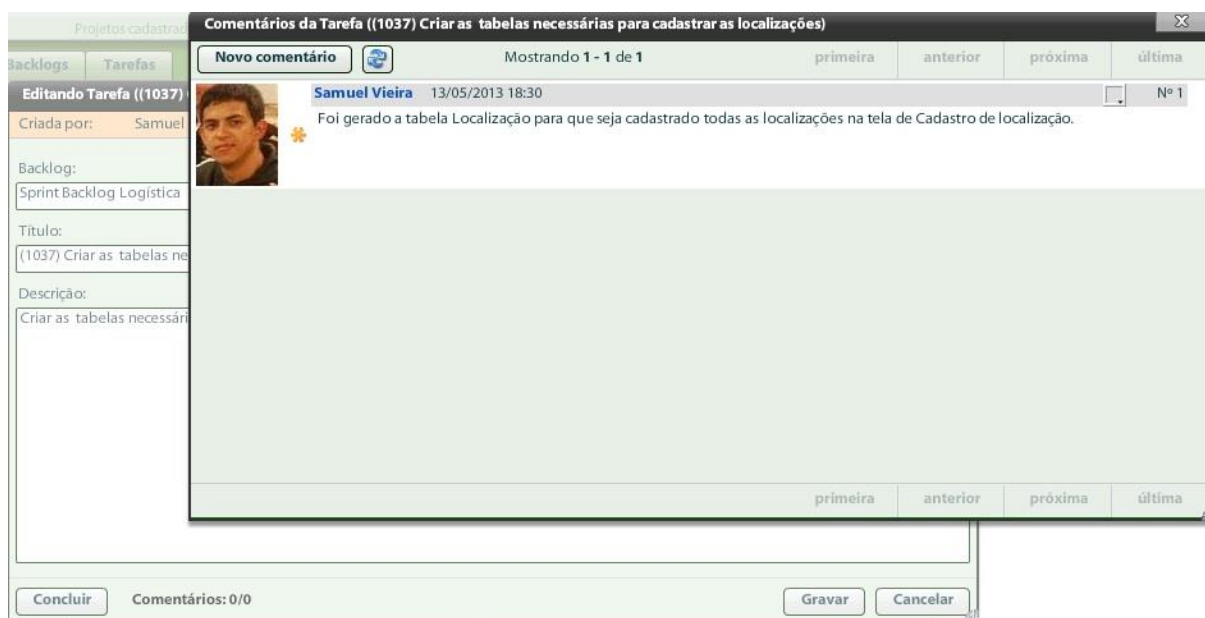 Projetos cadastrad
Comentários da Tarefa ((1037) Criar as tabelas necessárias para cadastrar as localizações)
Backlogs Tarefas
Novo comentário Mostrando 1 - 1 de 1 primeira anterior próxima última
Editando Tarefa ((1037)
Samuel Vieira 13/05/2013 18:30 Nº 1
Criada por: Samuel
Foi gerado a tabela Localização para que seja cadastrado todas as localizações na tela de Cadastro de localização.
Backlog:
Sprint Backlog Logística
Título:
(1037) Criar as tabelas ne
Descrição:
Criar as tabelas necessári
primeira anterior próxima última
Concluir Comentários: 0/0 Gravar Cancelar